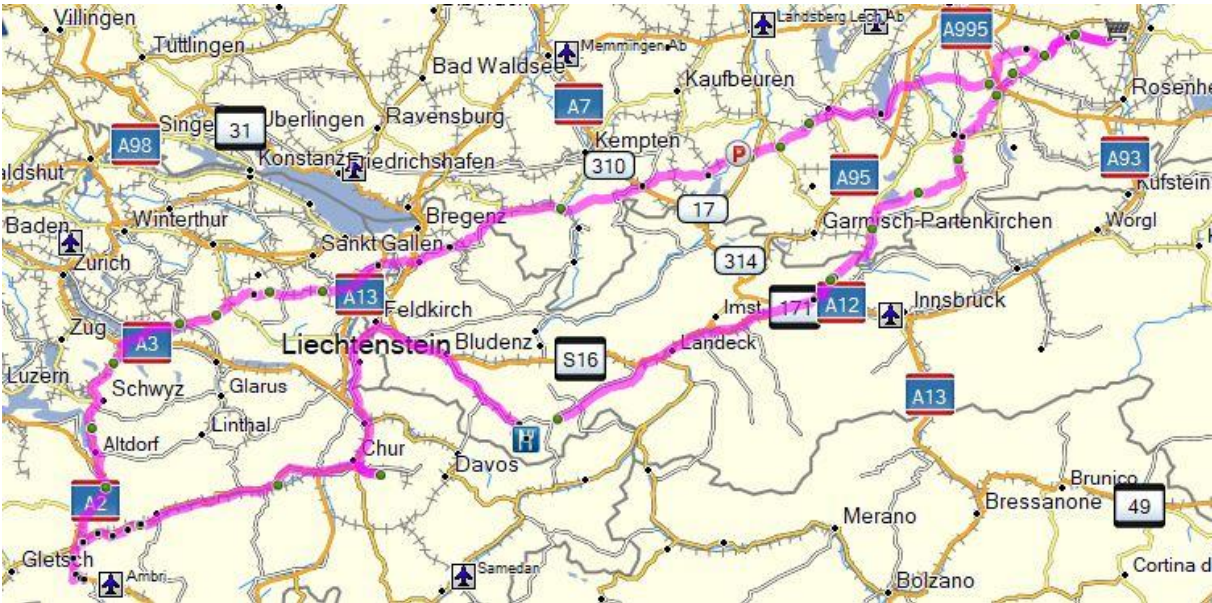 Villingen
Tuttlingen
Memmingen Ab
Landsberg Lech Ab
A995
Bad Waldsee
Kaufbeuren
Rosenhe
A7
Singe
31
Uberlingen
Ravensburg
A98
Konstanz
Friedrichshafen
Kempten
310
P
A95
A93
Kufstein
aldshut
Baden
Winterthur
Bregenz
17
Garmisch-Partenkirchen
Worgl
Sankt Gallen
314
Zurich
A13
Feldkirch
Imst
171
A12
Innsbruck
Zug
A3
Liechtenstein
Bludenz
S16
Landeck
Luzern
Schwyz
Glarus
A13
Altdorf
Linthal
Chur
Davos
Brunico
A2
Bressanone
49
Merano
Gletsch
Ambri
Samedan
Bolzano
Cortina d